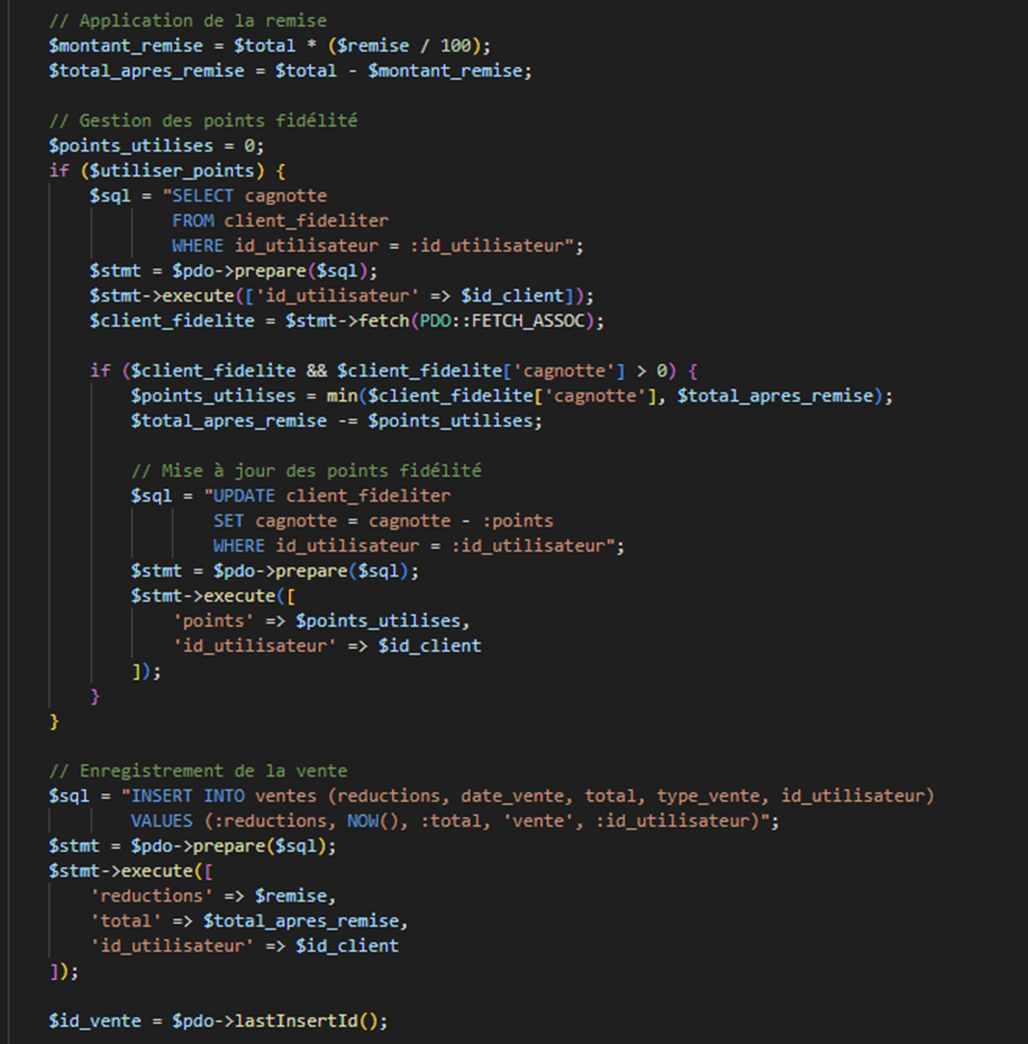 // Application de la remise
$montant_remise = $total * ($remise / 100);
$total_apres_remise = $total - $montant_remise;
// Gestion des points fidélité
$points_utilises = 0;
if ($utiliser_points) {
$sql = "SELECT cagnotte
FROM client_fideliter
WHERE id_utilisateur = :id_utilisateur";
$stmt = $pdo->prepare($sql);
$stmt->execute(['id_utilisateur' => $id_client]);
$client_fidelite = $stmt->fetch(PDO::FETCH_ASSOC);
if ($client_fidelite && $client_fidelite['cagnotte'] > 0) {
$points_utilises = min($client_fidelite['cagnotte'], $total_apres_remise);
$total_apres_remise -= $points_utilises;
// Mise à jour des points fidélité
$sql = "UPDATE client_fideliter
SET cagnotte = cagnotte - :points
WHERE id_utilisateur = :id_utilisateur";
$stmt = $pdo->prepare($sql);
$stmt->execute([
'points' => $points_utilises,
'id_utilisateur' => $id_client
]);
}
}
// Enregistrement de la vente
$sql = "INSERT INTO ventes (reductions, date_vente, total, type_vente, id_utilisateur)
VALUES (:reductions, NOW(), :total, 'vente', :id_utilisateur)";
$stmt = $pdo->prepare($sql);
$stmt->execute([
'reductions' => $remise,
'total' => $total_apres_remise,
'id_utilisateur' => $id_client
]);
$id_vente = $pdo->lastInsertId();